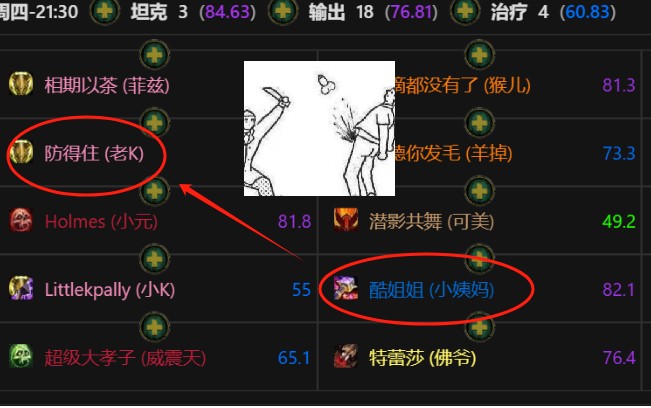 周四-21:30 坦克 3 (84.63) 输出 18 (76.81) 治疗 4 (60.83)
相期以茶 (菲兹)
都没有了 (猴儿) 81.3
防得住 (老K)
你发毛 (羊掉) 73.3
Holmes (小元) 81.8
潜影共舞 (可美) 49.2
Littlekpally (小K) 55
酷姐姐 (小姨妈) 82.1
超级大孝子 (威震天) 65.1
特蕾莎 (佛爷) 76.4